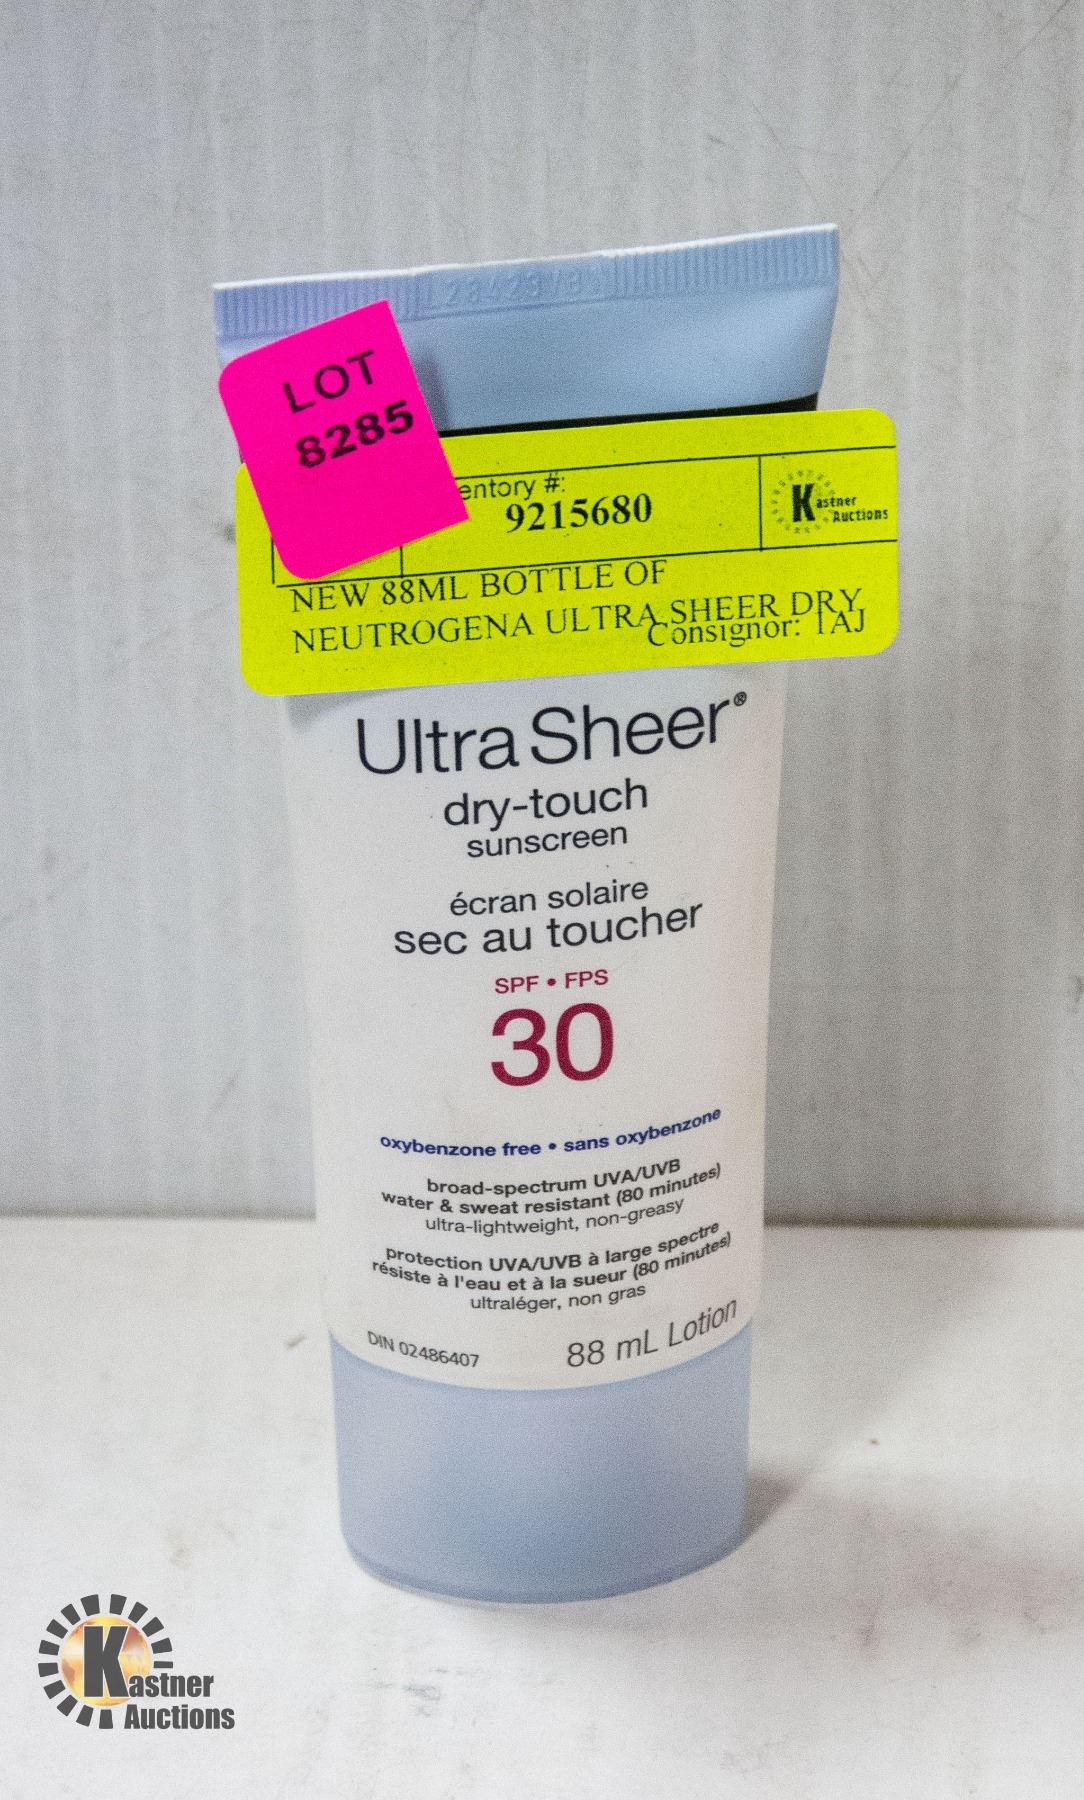 LOT
8285
entory #:
9215680
Kastner
Auctions
NEW 88ML BOTTLE OF
NEUTROGENA ULTRA SHEER DRY
Consignor: 1AJ
Ultra Sheer®
dry-touch
sunscreen
écran solaire
sec au toucher
SPF • FPS
30
oxybenzone free • sans oxybenzone
broad-spectrum UVA/UVB
water & sweat resistant (80 minutes)
ultra-lightweight, non-greasy
protection UVA/UVB à large spectre
résiste à l'eau et à la sueur (80 minutes)
ultraléger, non gras
DIN 02486407
88 mL Lotion
Kastner
Auctions